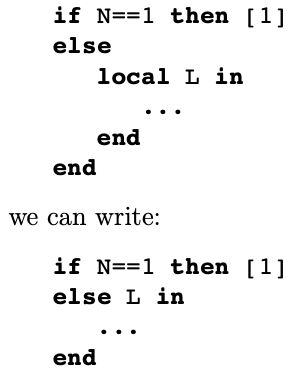 if N==1 then [1]
else
   local L in
      ...
   end
end
we can write:
if N==1 then [1]
else L in
   ...
end